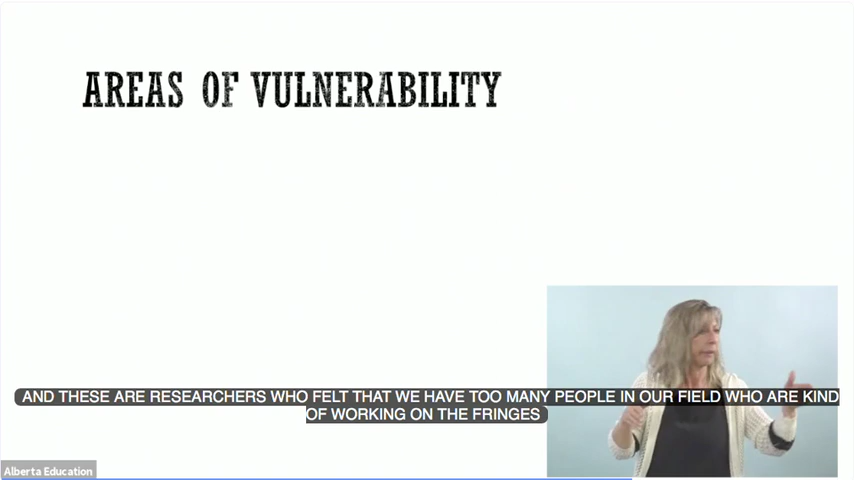 AREAS OF VULNERABILITY
AND THESE ARE RESEARCHERS WHO FELT THAT WE HAVE TOO MANY PEOPLE IN OUR FIELD WHO ARE KIND
OF WORKING ON THE FRINGES
Alberta Education